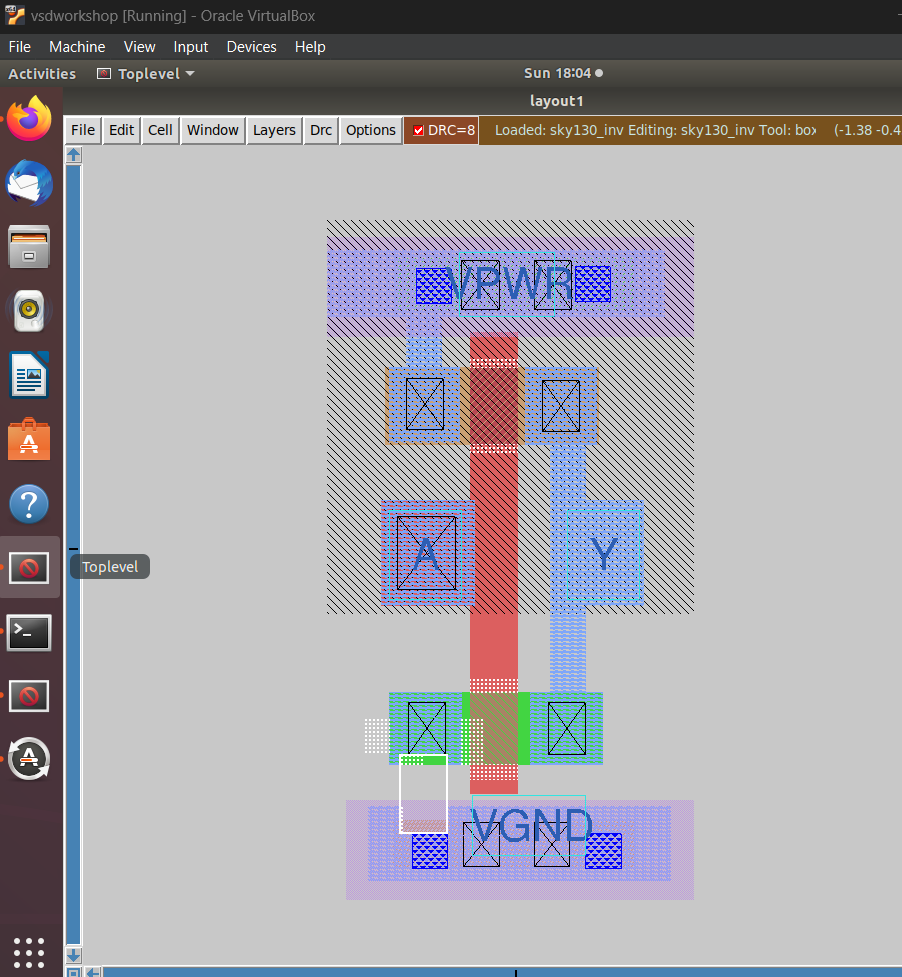 vsdworkshop [Running] - Oracle VirtualBox
File Machine View Input Devices Help
Activities Toplevel Sun 18:04
layout1
File Edit Cell Window Layers Drc Options DRC=8 Loaded: sky130_inv Editing: sky130_inv Tool: box (-1.38 -0.4
VPWR
A Y
Toplevel
VGND